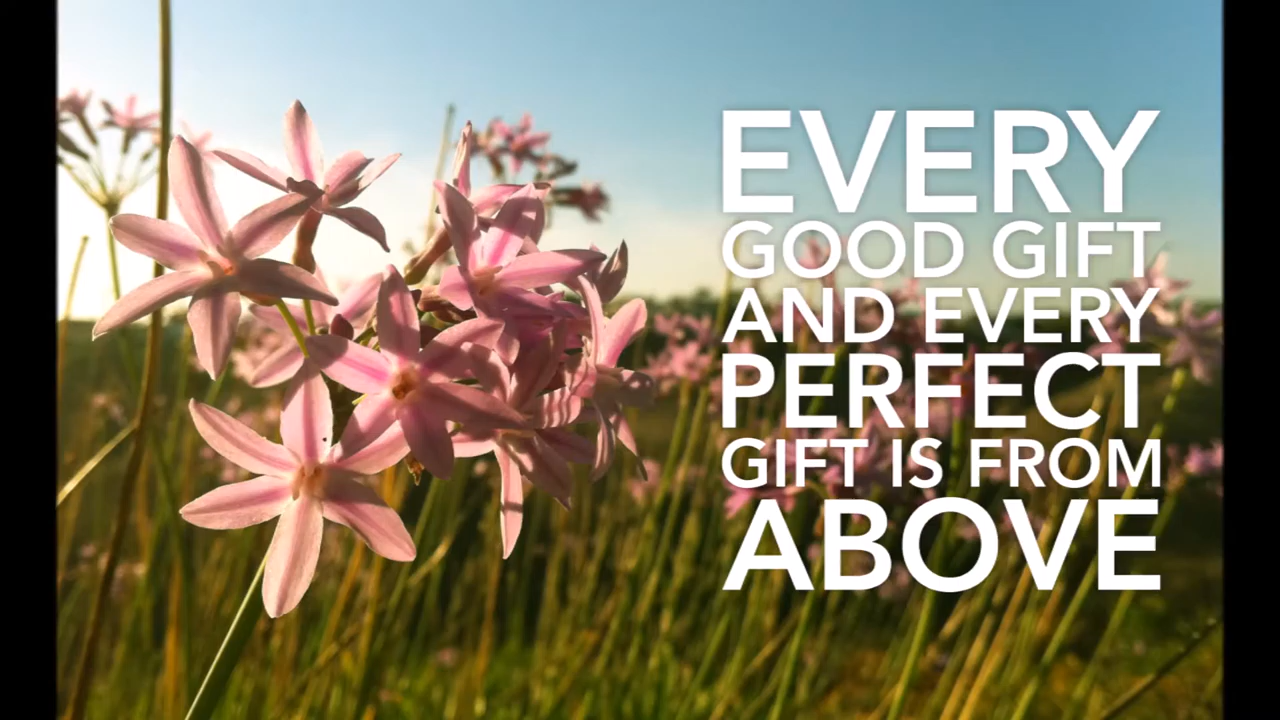 EVERY
GOOD GIFT
AND EVERY
PERFECT
GIFT IS FROM
ABOVE